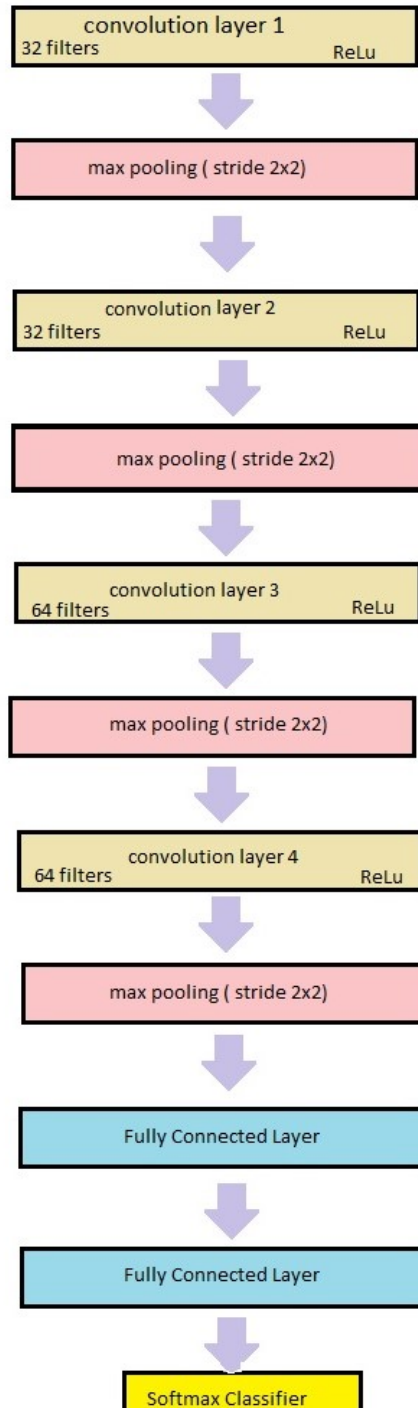 convolution layer 1
32 filters ReLu
max pooling ( stride 2x2)
convolution layer 2
32 filters ReLu
max pooling ( stride 2x2)
convolution layer 3
64 filters ReLu
max pooling ( stride 2x2)
convolution layer 4
64 filters ReLu
max pooling ( stride 2x2)
Fully Connected Layer
Fully Connected Layer
Softmax Classifier